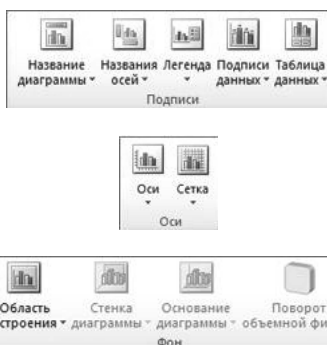 Название Названия Легенда Подписи Таблица
диаграммы осей данных данных
Подписи
Оси Сетка
Оси
Область Стенка Основание Поворот
строения диаграммы диаграммы объемной фи
Фон